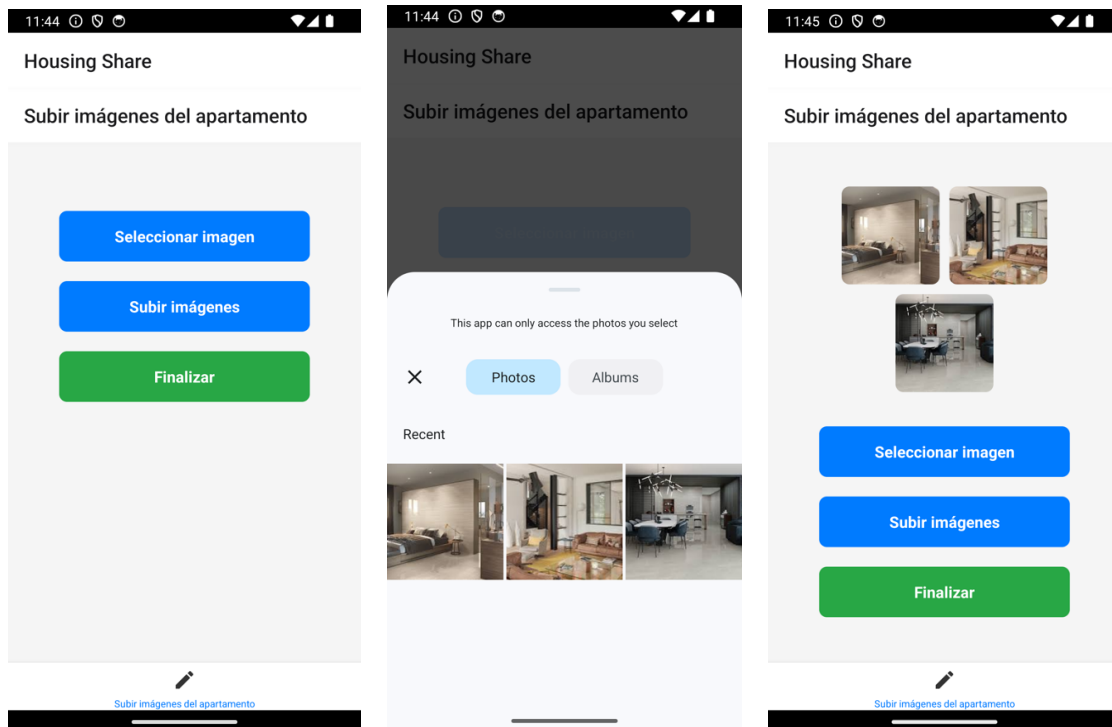 11:44
Housing Share
Subir imágenes del apartamento
Seleccionar imagen
Subir imágenes
Finalizar
Subir imágenes del apartamento
11:44
Housing Share
Subir imágenes del apartamento
This app can only access the photos you select
Photos
Albums
Recent
11:45
Housing Share
Subir imágenes del apartamento
Seleccionar imagen
Subir imágenes
Finalizar
Subir imágenes del apartamento